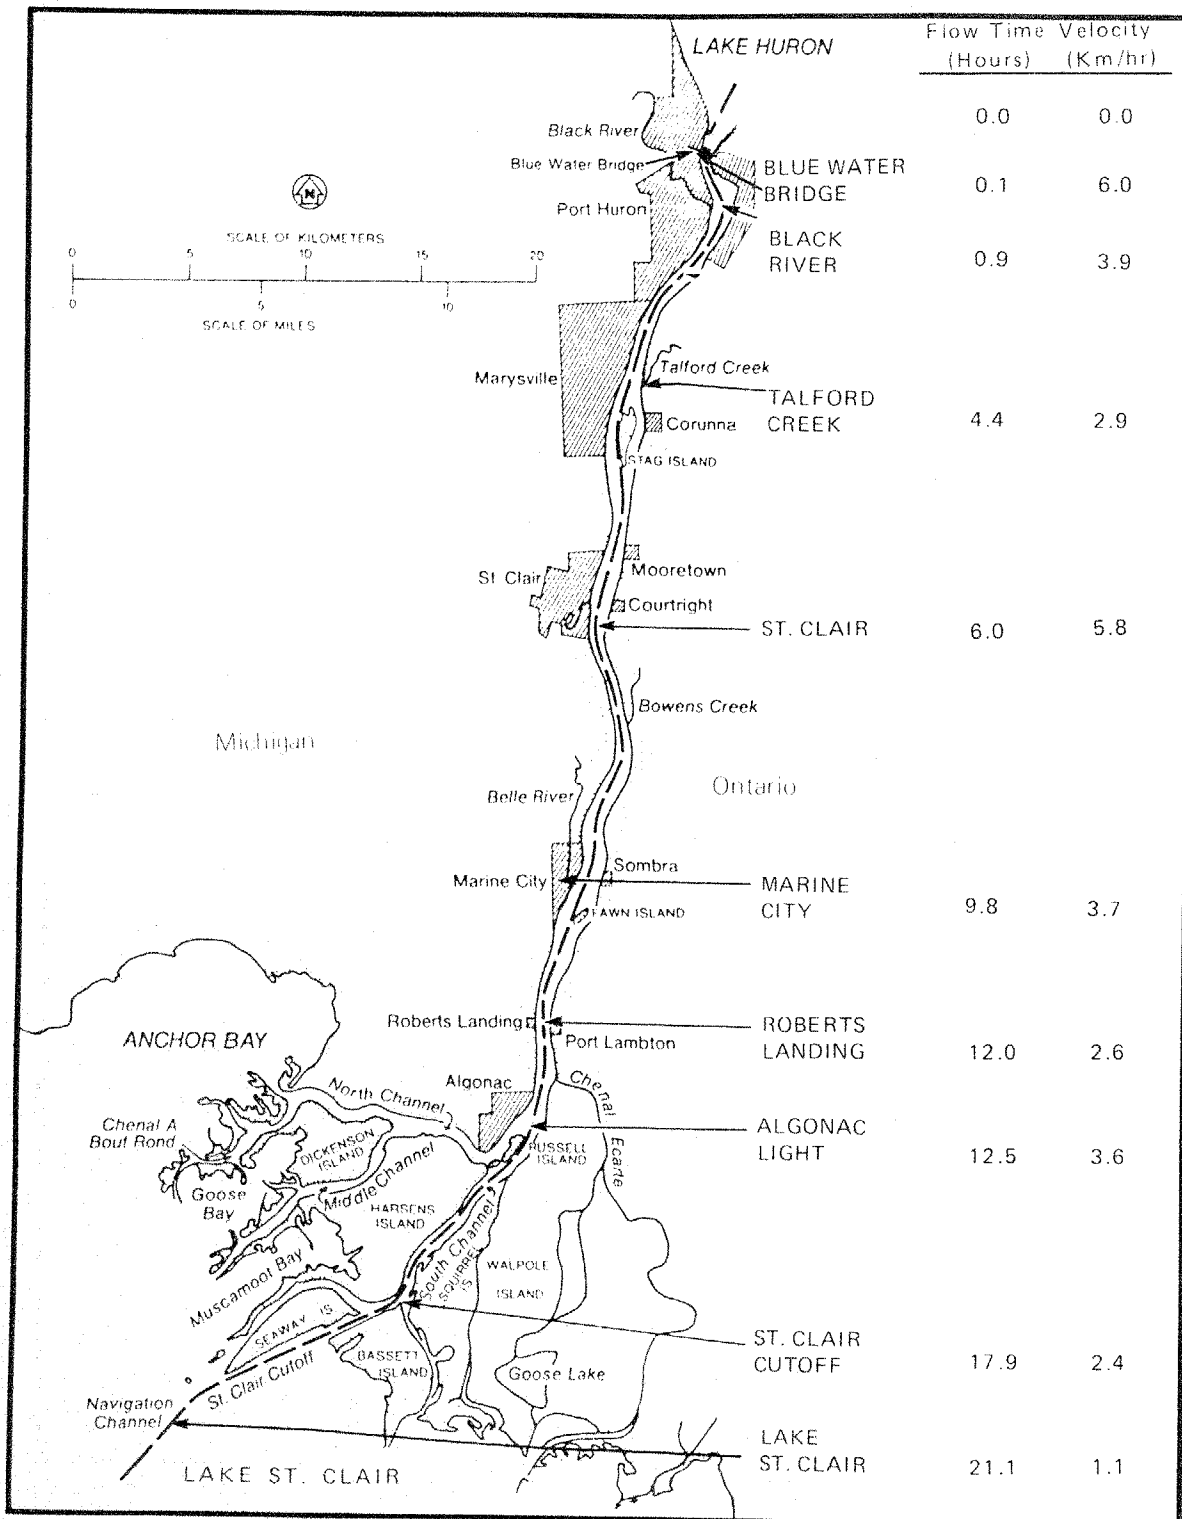 LAKE HURON
Flow Time Velocity
(Hours) (Km/hr)
0.0 0.0
Black River
Blue Water Bridge
BLUE WATER
BRIDGE
0.1 6.0
N
Port Huron
SCALE OF KILOMETERS
0 5 10 15 20
0 5 10
SCALE OF MILES
BLACK
RIVER
0.9 3.9
Talford Creek
Marysville
TALFORD
CREEK
4.4 2.9
Corunna
STAG ISLAND
Mooretown
St. Clair
Courtright
ST. CLAIR
6.0 5.8
Bowens Creek
Michigan
Ontario
Belle River
Sombra
Marine City
MARINE
CITY
9.8 3.7
FAWN ISLAND
Roberts Landing
ROBERTS
LANDING
12.0 2.6
Port Lambton
ANCHOR BAY
Algonac
North Channel
Chenal
Ecarte
Chenal A
Bout Rond
ALGONAC
LIGHT
12.5 3.6
DICKENSON
ISLAND
RUSSELL
ISLAND
Goose
Bay
Middle Channel
HARSENS
ISLAND
South Channel
SQUIRREL
IS
WALPOLE
ISLAND
Muscamoot Bay
SEAWAY IS.
St. Clair Cutoff
BASSETT
ISLAND
Goose Lake
ST. CLAIR
CUTOFF
17.9 2.4
Navigation
Channel
LAKE ST. CLAIR
LAKE
ST. CLAIR
21.1 1.1